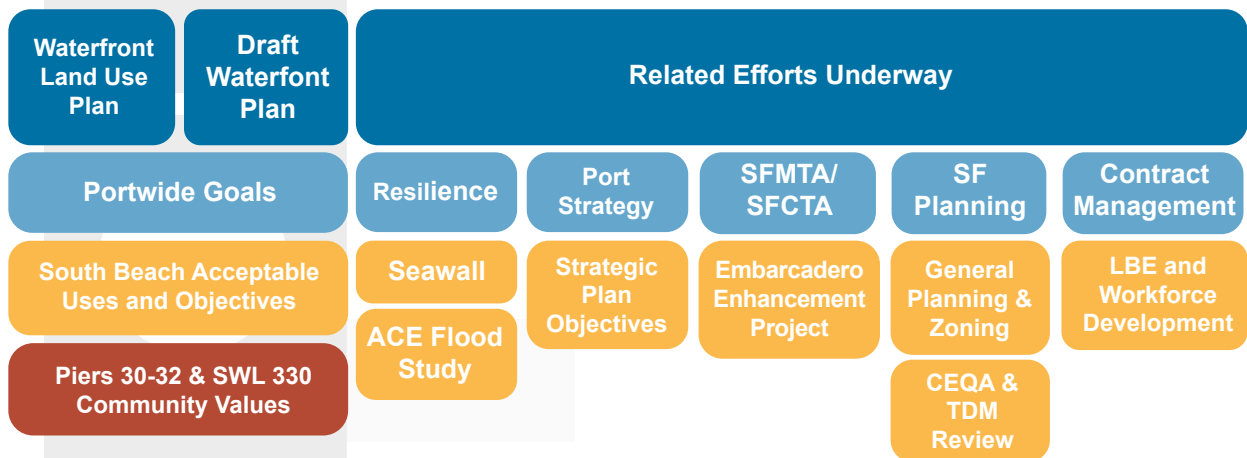 Waterfront
Land Use
Plan
Draft
Waterfont
Plan
Related Efforts Underway
Portwide Goals
Resilience
Port
Strategy
SFMTA/
SFCTA
SF
Planning
Contract
Management
South Beach Acceptable
Uses and Objectives
Seawall
Strategic
Plan
Objectives
Embarcadero
Enhancement
Project
General
Planning &
Zoning
LBE and
Workforce
Development
ACE Flood
Study
Piers 30-32 & SWL 330
Community Values
CEQA &
TDM
Review